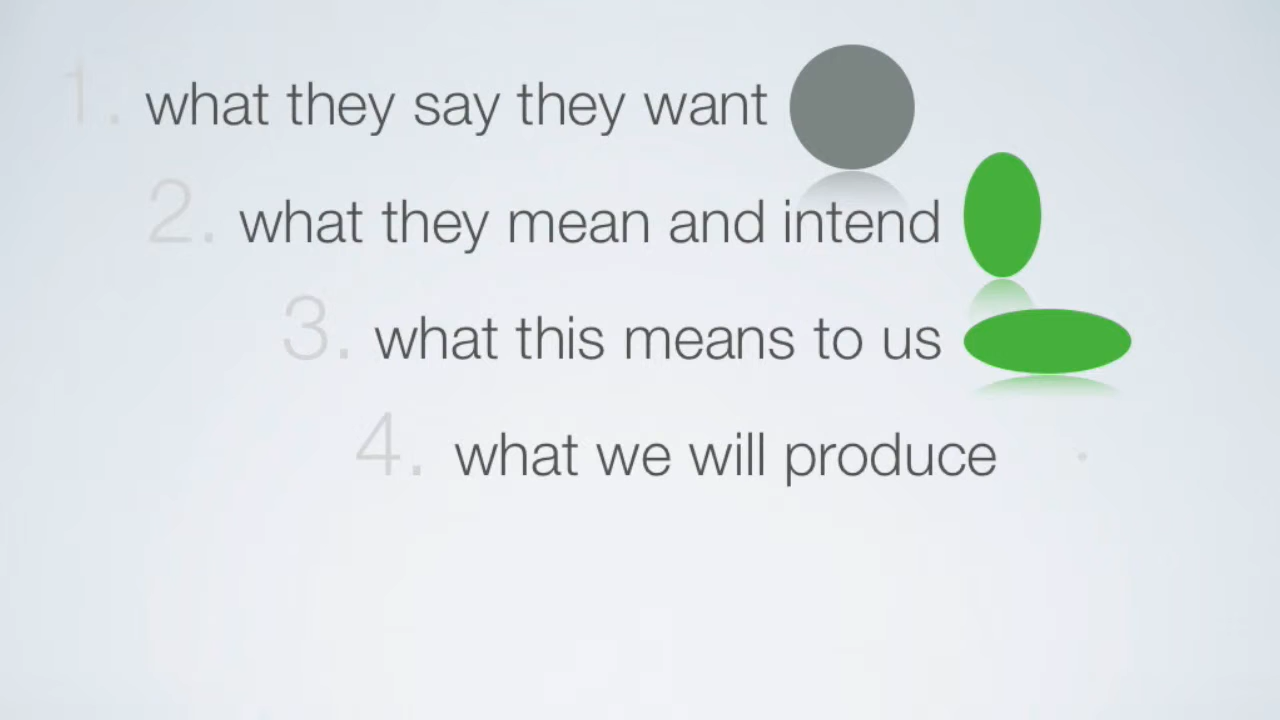 1. what they say they want
2. what they mean and intend
3. what this means to us
4. what we will produce